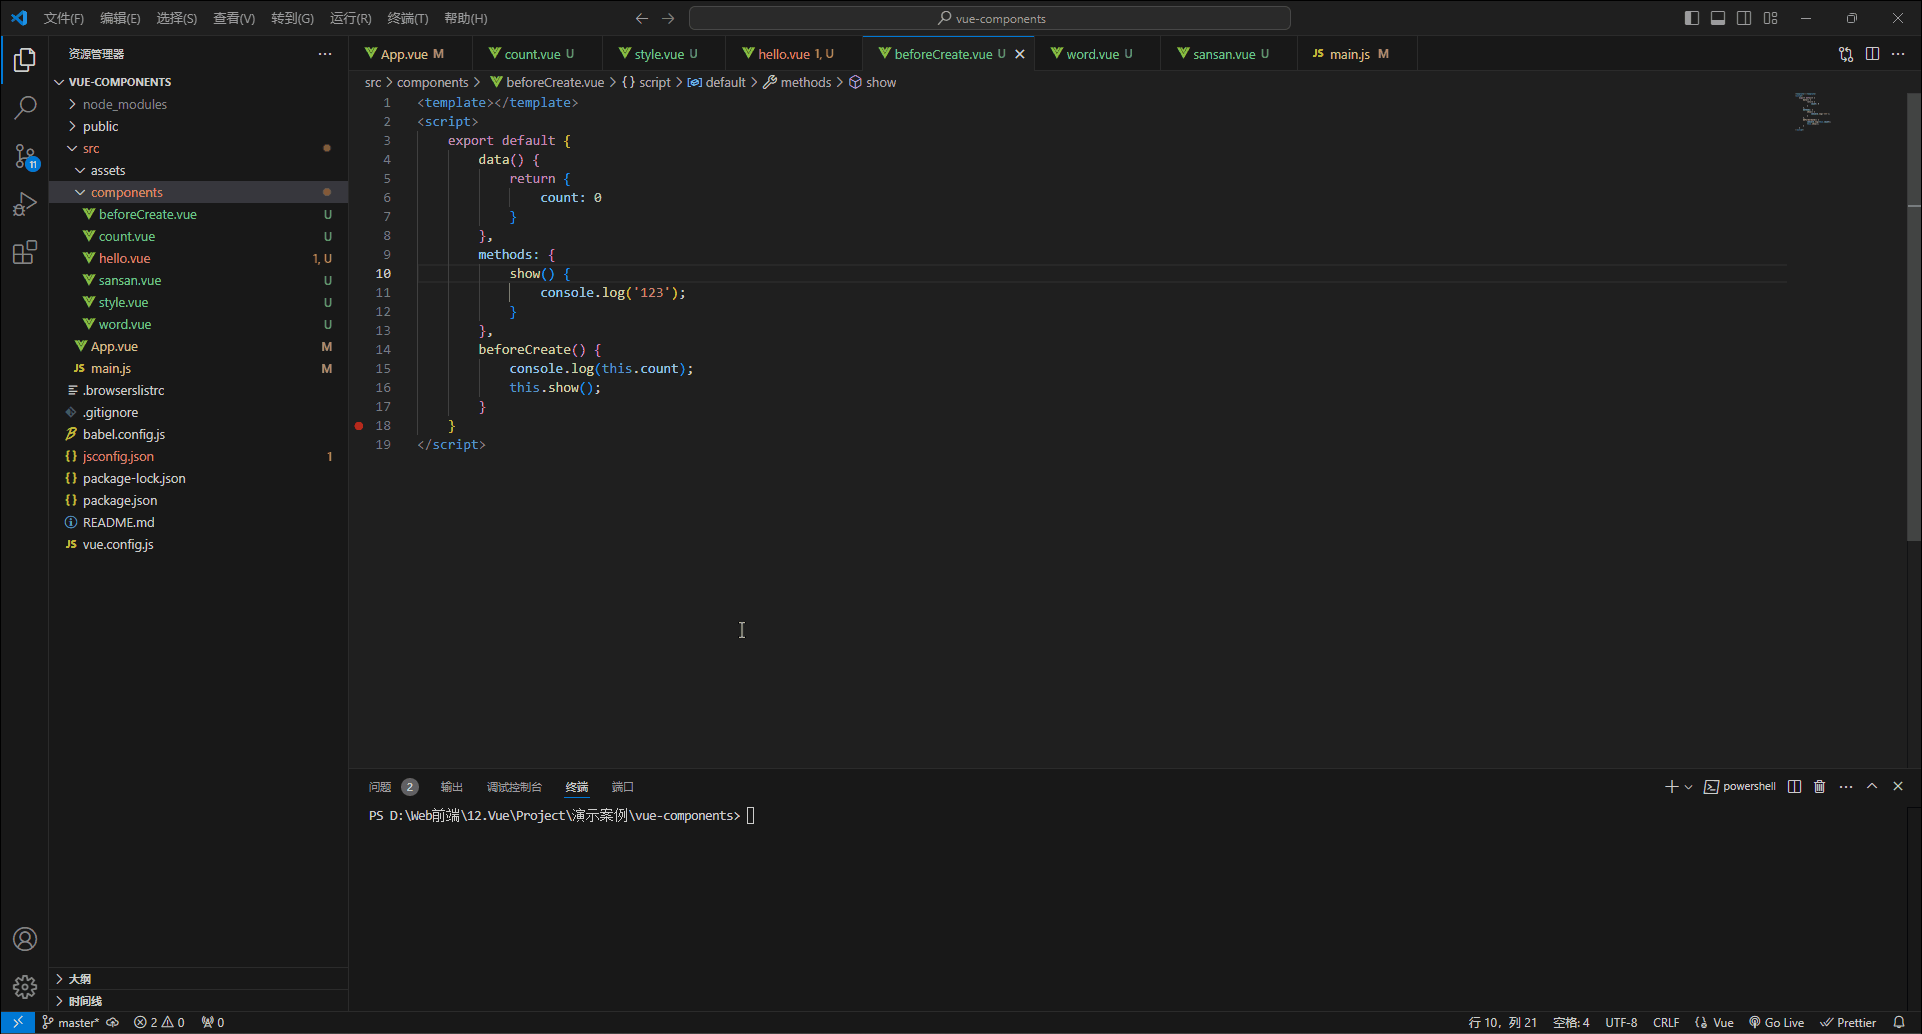 文件(F) 编辑(E) 选择(S) 查看(V) 转到(G) 运行(R) 终端(T) 帮助(H)
vue-components
资源管理器
VUE-COMPONENTS
node_modules
public
src
assets
components
beforeCreate.vue U
count.vue U
hello.vue 1, U
sansan.vue U
style.vue U
word.vue U
App.vue M
JS main.js M
.browserslistrc
.gitignore
babel.config.js
{} jsconfig.json 1
{} package-lock.json
{} package.json
README.md
JS vue.config.js
大纲
时间线
11
App.vue M count.vue U style.vue U hello.vue 1, U beforeCreate.vue U word.vue U sansan.vue U JS main.js M
src > components > beforeCreate.vue > {} script > default > methods > show
1 <template></template>
2 <script>
3 export default {
4 data() {
5 return {
6 count: 0
7 }
8 },
9 methods: {
10 show() {
11 console.log('123');
12 }
13 },
14 beforeCreate() {
15 console.log(this.count);
16 this.show();
17 }
18 }
19 </script>
问题 2 输出 调试控制台 终端 端口
powershell
PS D:\Web前端\12.Vue\Project\演示案例\vue-components>
master* 2 0 0
行 10，列 21 空格: 4 UTF-8 CRLF Vue Go Live Prettier